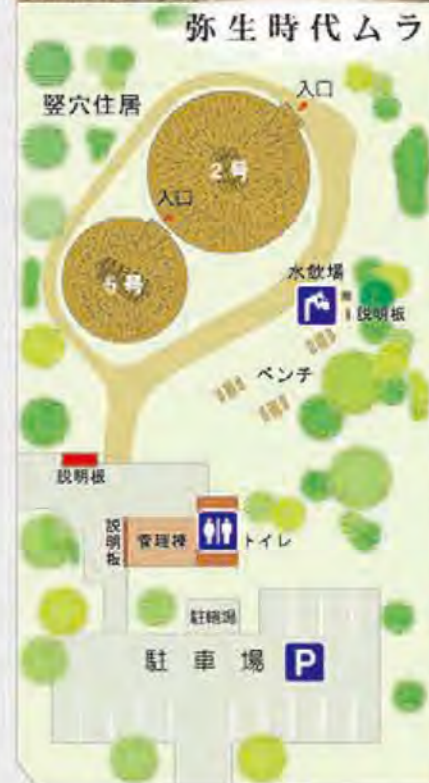 弥生時代ムラ
竪穴住居
入口
2号
入口
5号
水飲場
説明板
ベンチ
説明板
説明板
管理棟
トイレ
駐輪場
駐車場 P